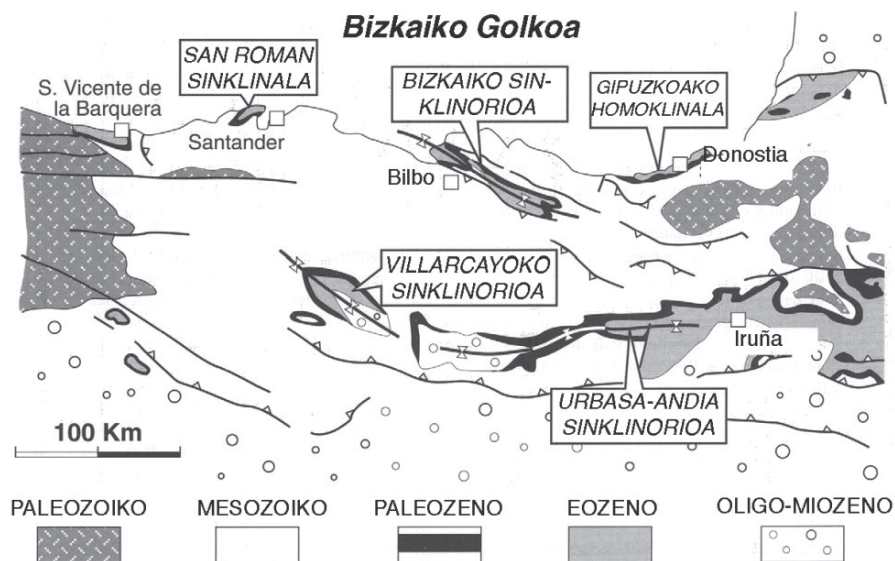 Bizkaiko Golkoa
SAN ROMAN
SINKLINALA
S. Vicente de
la Barquera
Santander
BIZKAIKO SIN-
KLINORIOA
GIPUZKOAKO
HOMOKLINALA
Donostia
Bilbo
VILLARCAYOKO
SINKLINORIOA
Iruña
URBASA-ANDIA
SINKLINORIOA
100 Km
PALEOZOIKO
MESOZOIKO
PALEOZENO
EOZENO
OLIGO-MIOZENO